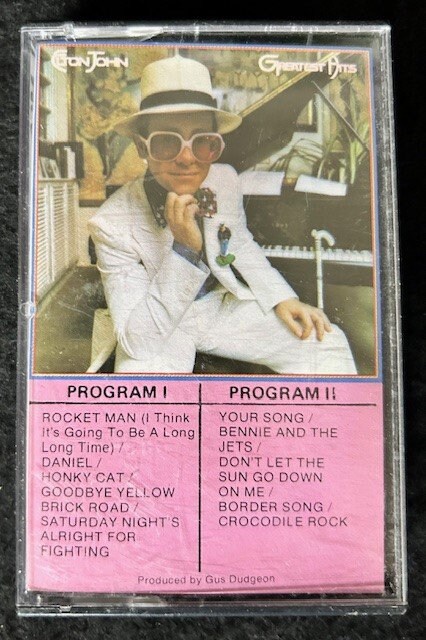 ELTON JOHN GREATEST HITS
PROGRAM I
ROCKET MAN (I Think
It's Going To Be A Long
Long Time) /
DANIEL /
HONKY CAT /
GOODBYE YELLOW
BRICK ROAD /
SATURDAY NIGHT'S
ALRIGHT FOR
FIGHTING
PROGRAM II
YOUR SONG /
BENNIE AND THE
JETS /
DON'T LET THE
SUN GO DOWN
ON ME /
BORDER SONG /
CROCODILE ROCK
Produced by Gus Dudgeon